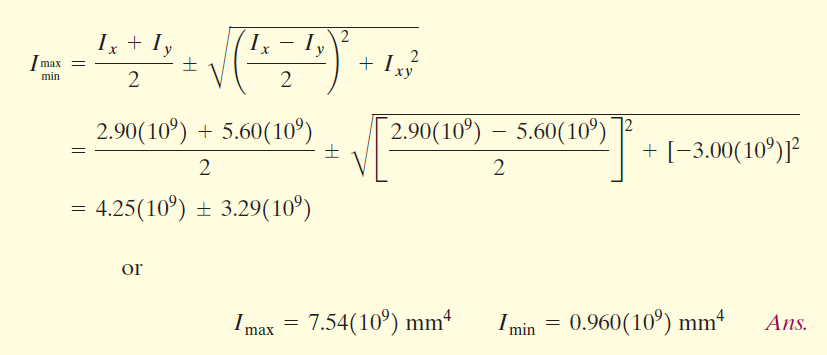 I max min = (I_x + I_y)/2 ± √(((I_x − I_y)/2)² + I_xy²)
= (2.90(10⁹) + 5.60(10⁹))/2 ± √([(2.90(10⁹) − 5.60(10⁹))/2]² + [−3.00(10⁹)]²)
= 4.25(10⁹) ± 3.29(10⁹)
or
I_max = 7.54(10⁹) mm⁴ I_min = 0.960(10⁹) mm⁴ Ans.